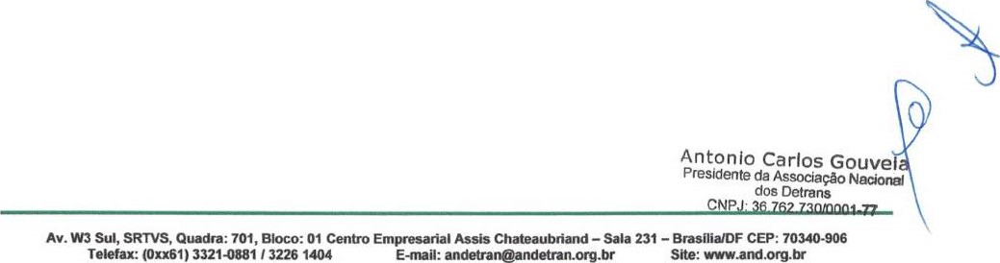 Antonio Carlos Gouveia
Presidente da Associação Nacional
dos Detrans
CNPJ: 36.762.730/0001-77
Av. W3 Sul, SRTVS, Quadra: 701, Bloco: 01 Centro Empresarial Assis Chateaubriand – Sala 231 – Brasília/DF CEP: 70340-906
Telefax: (0xx61) 3321-0881 / 3226 1404 E-mail: andetran@andetran.org.br Site: www.and.org.br